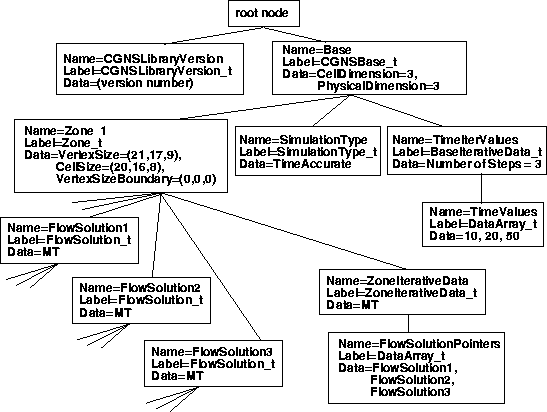 root node
Name=CGNSLibraryVersion
Label=CGNSLibraryVersion_t
Data=(version number)
Name=Base
Label=CGNSBase_t
Data=CellDimension=3,
PhysicalDimension=3
Name=Zone 1
Label=Zone_t
Data=VertexSize=(21,17,9),
CellSize=(20,16,8),
VertexSizeBoundary=(0,0,0)
Name=SimulationType
Label=SimulationType_t
Data=TimeAccurate
Name=TimeIterValues
Label=BaseIterativeData_t
Data=Number of Steps = 3
Name=TimeValues
Label=DataArray_t
Data=10, 20, 50
Name=FlowSolution1
Label=FlowSolution_t
Data=MT
Name=FlowSolution2
Label=FlowSolution_t
Data=MT
Name=FlowSolution3
Label=FlowSolution_t
Data=MT
Name=ZoneIterativeData
Label=ZoneIterativeData_t
Data=MT
Name=FlowSolutionPointers
Label=DataArray_t
Data=FlowSolution1,
FlowSolution2,
FlowSolution3